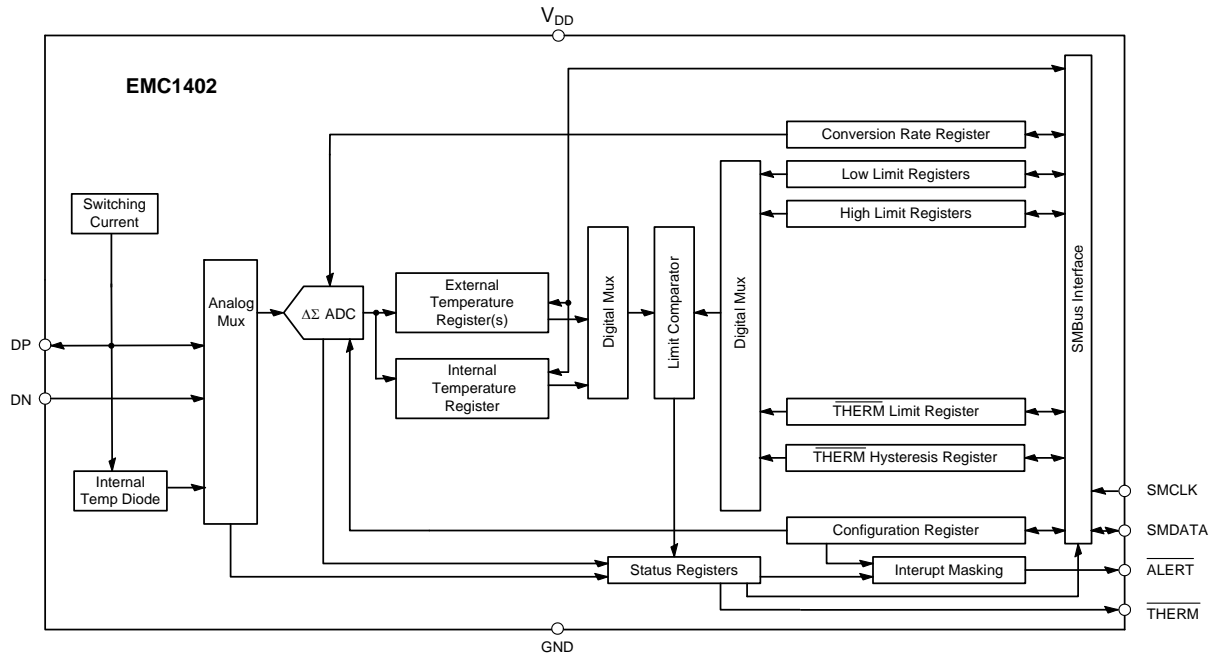 V_DD
EMC1402
Conversion Rate Register
Low Limit Registers
High Limit Registers
Switching
Current
Analog
Mux
ΔΣ ADC
External
Temperature
Register(s)
Internal
Temperature
Register
Digital Mux
Limit Comparator
Digital Mux
SMBus Interface
DP
DN
Internal
Temp Diode
THERM Limit Register
THERM Hysteresis Register
Configuration Register
Status Registers
Interupt Masking
SMCLK
SMDATA
ALERT
THERM
GND